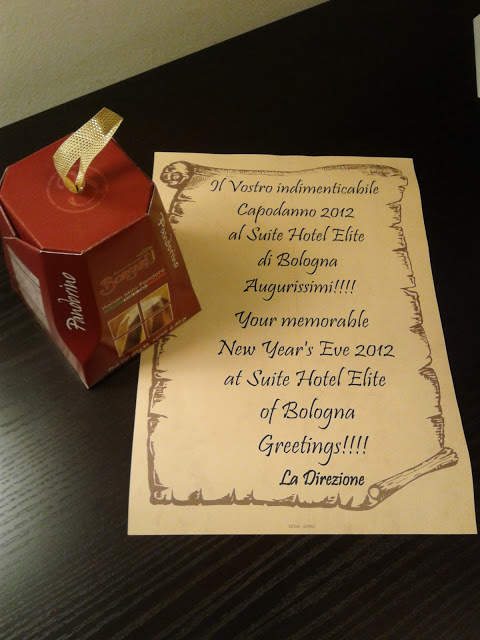 Pandorino
Pandorino
Il Vostro indimenticabile
Capodanno 2012
al Suite Hotel Elite
di Bologna
Augurissimi!!!!
Your memorable
New Year's Eve 2012
at Suite Hotel Elite
of Bologna
Greetings!!!!
La Direzione